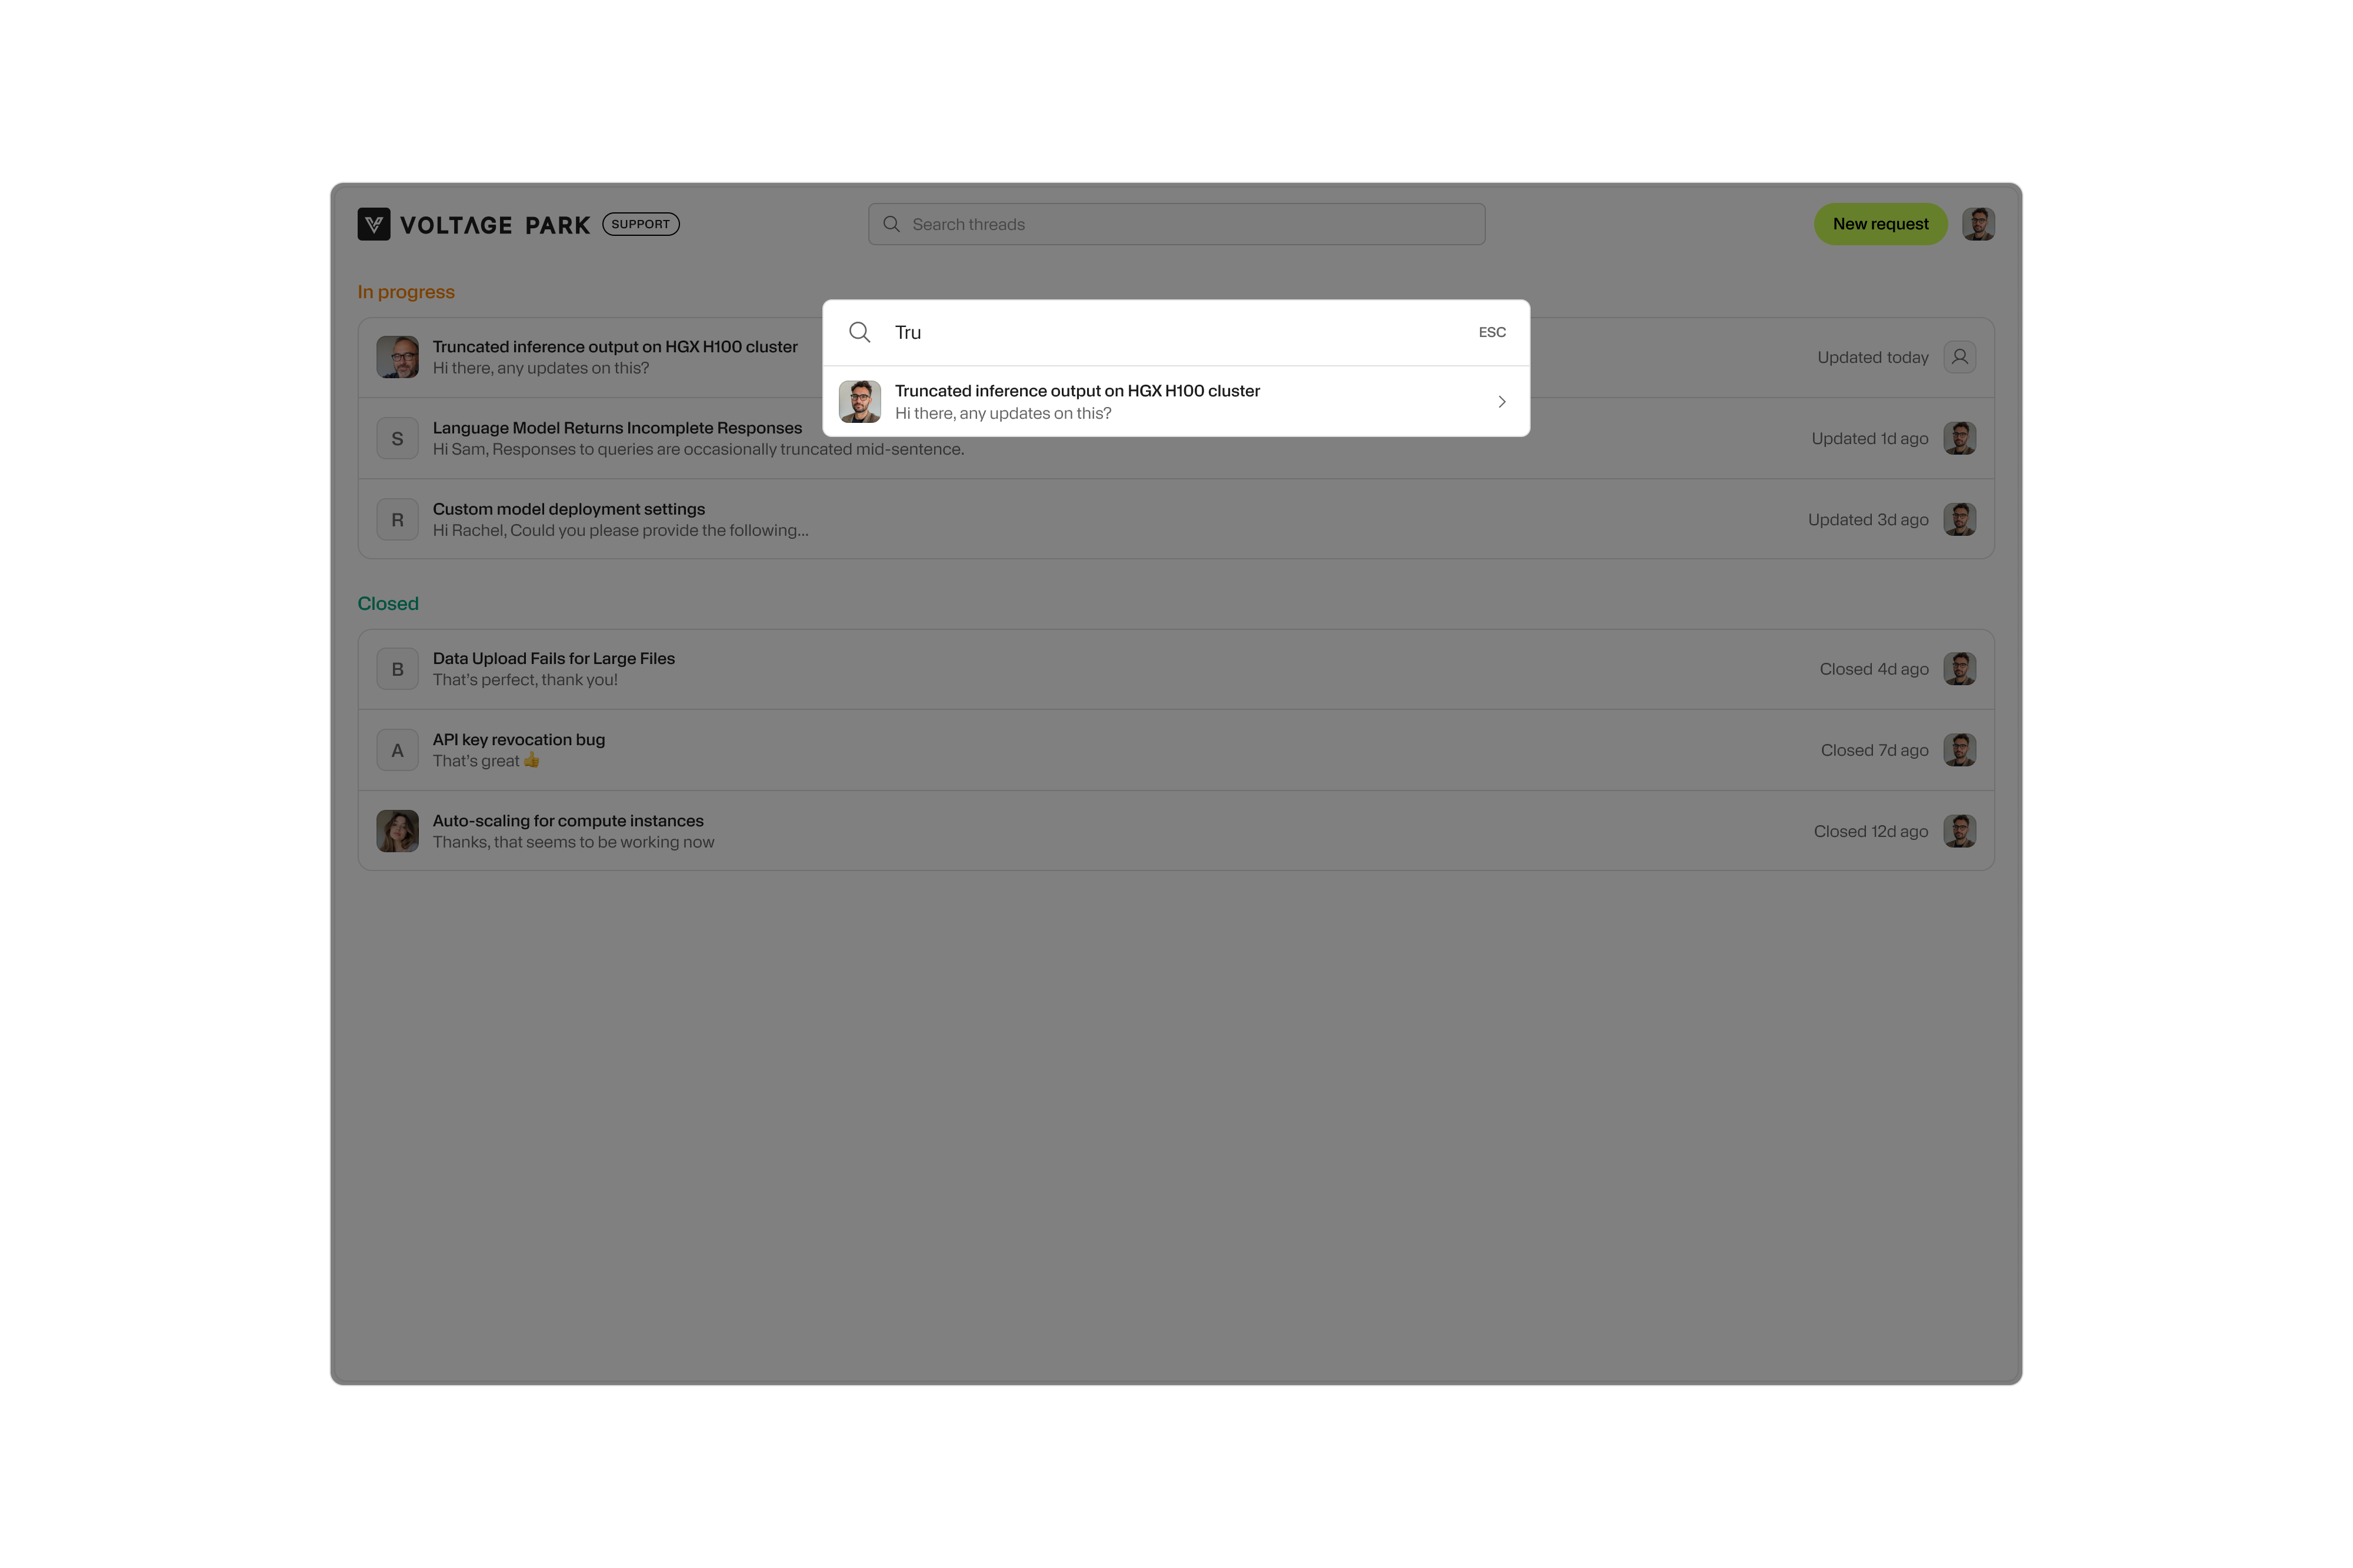 VOLTAGE PARK SUPPORT
Search threads
New request
In progress
Tru
ESC
Truncated inference output on HGX H100 cluster
Hi there, any updates on this?
Truncated inference output on HGX H100 cluster
Hi there, any updates on this?
Updated today
S
Language Model Returns Incomplete Responses
Hi Sam, Responses to queries are occasionally truncated mid-sentence.
Updated 1d ago
R
Custom model deployment settings
Hi Rachel, Could you please provide the following...
Updated 3d ago
Closed
B
Data Upload Fails for Large Files
That's perfect, thank you!
Closed 4d ago
A
API key revocation bug
That's great 👍
Closed 7d ago
Auto-scaling for compute instances
Thanks, that seems to be working now
Closed 12d ago